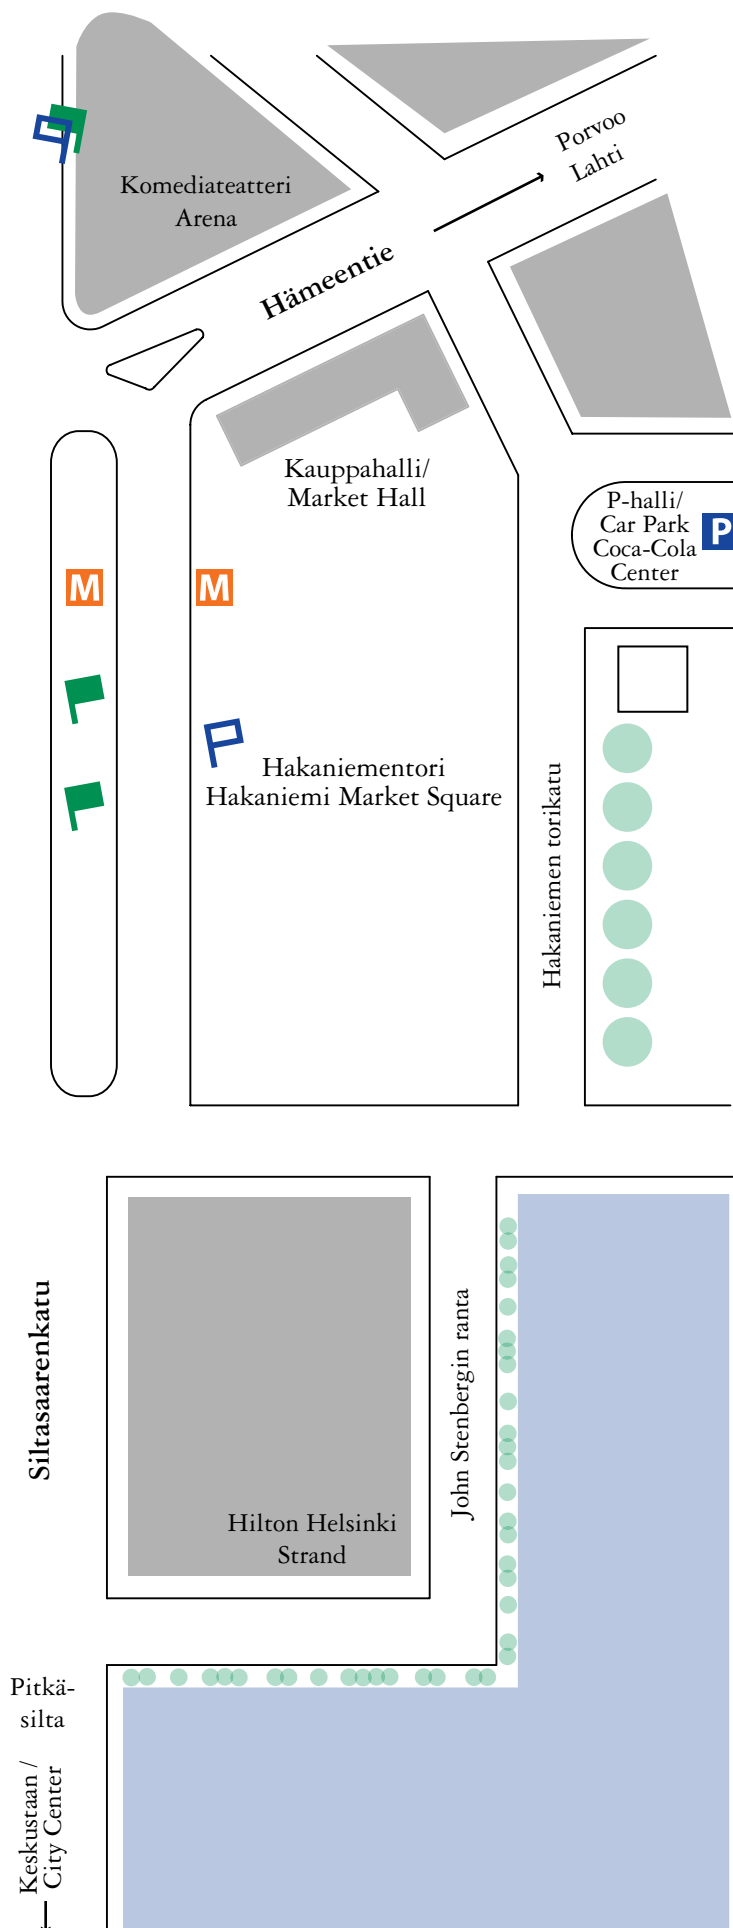 Porvoo
Lahti
Komediateatteri
Arena
Hämeentie
Kauppahalli/
Market Hall
P-halli/
Car Park
Coca-Cola
Center
P
M
M
Hakaniementori
Hakaniemi Market Square
Hakaniemen torikatu
Siltasaarenkatu
John Stenbergin ranta
Hilton Helsinki
Strand
Pitkä-
silta
Keskustaan /
City Center